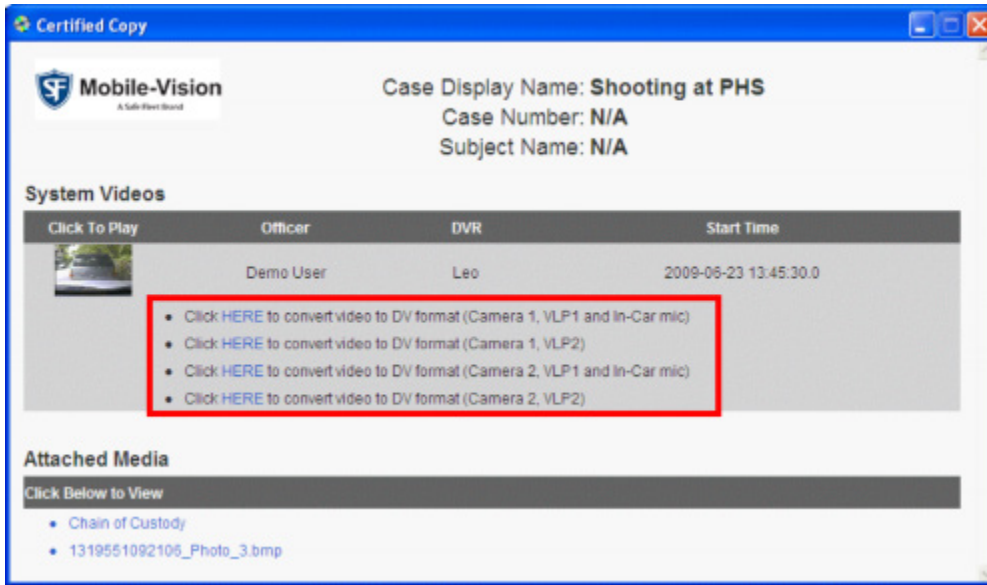 Certified Copy
SF Mobile-Vision
A Safe Fleet Brand
Case Display Name: Shooting at PHS
Case Number: N/A
Subject Name: N/A
System Videos
Click To Play Officer DVR Start Time
Demo User Leo 2009-06-23 13:45:30.0
• Click HERE to convert video to DV format (Camera 1, VLP1 and In-Car mic)
• Click HERE to convert video to DV format (Camera 1, VLP2)
• Click HERE to convert video to DV format (Camera 2, VLP1 and In-Car mic)
• Click HERE to convert video to DV format (Camera 2, VLP2)
Attached Media
Click Below to View
• Chain of Custody
• 1319551092106_Photo_3.bmp